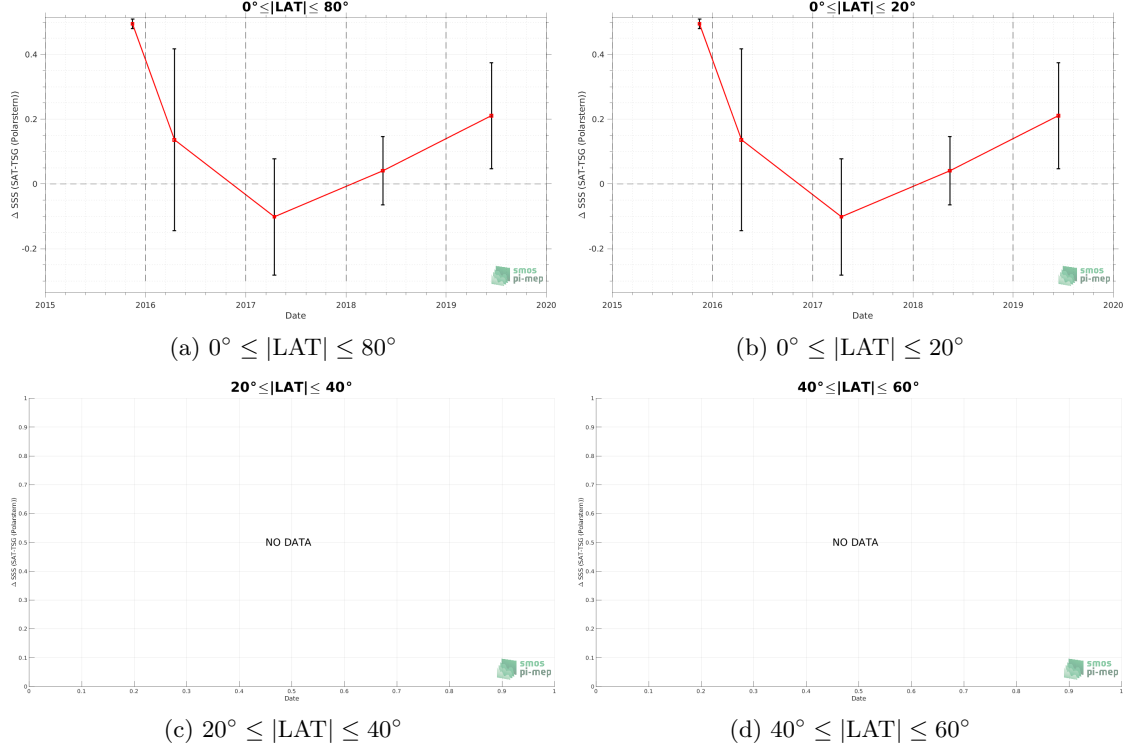 0°≤|LAT|≤ 80°
Δ SSS (SAT-TSG (Polarstern))
0.4
0.2
0
-0.2
2015 2016 2017 2018 2019 2020
Date
smos
pi-mep
(a) 0° ≤ |LAT| ≤ 80°
0°≤|LAT|≤ 20°
Δ SSS (SAT-TSG (Polarstern))
0.4
0.2
0
-0.2
2015 2016 2017 2018 2019 2020
Date
smos
pi-mep
(b) 0° ≤ |LAT| ≤ 20°
20°≤|LAT|≤ 40°
Δ SSS (SAT-TSG (Polarstern))
1
0.9
0.8
0.7
0.6
0.5
0.4
0.3
0.2
0.1
0
NO DATA
0 0.1 0.2 0.3 0.4 0.5 0.6 0.7 0.8 0.9 1
Date
smos
pi-mep
(c) 20° ≤ |LAT| ≤ 40°
40°≤|LAT|≤ 60°
Δ SSS (SAT-TSG (Polarstern))
1
0.9
0.8
0.7
0.6
0.5
0.4
0.3
0.2
0.1
0
NO DATA
0 0.1 0.2 0.3 0.4 0.5 0.6 0.7 0.8 0.9 1
Date
smos
pi-mep
(d) 40° ≤ |LAT| ≤ 60°